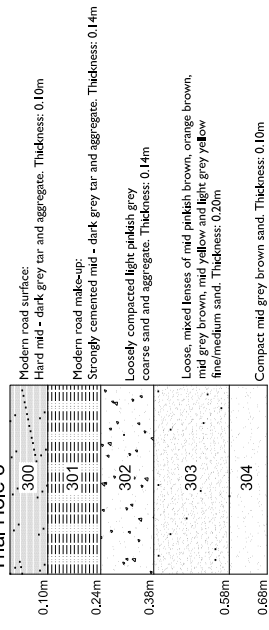 300
301
302
303
304
0.10m
0.24m
0.38m
0.58m
0.68m
Modern road surface:
Hard mid - dark grey tar and aggregate. Thickness: 0.10m
Modern road make-up:
Strongly cemented mid - dark grey tar and aggregate. Thickness: 0.14m
Loosely compacted light pinkish grey
coarse sand and aggregate. Thickness: 0.14m
Loose, mixed lenses of mid pinkish brown, orange brown,
mid grey brown, mid yellow and light grey yellow
fine/medium sand. Thickness: 0.20m
Compact mid grey brown sand. Thickness: 0.10m